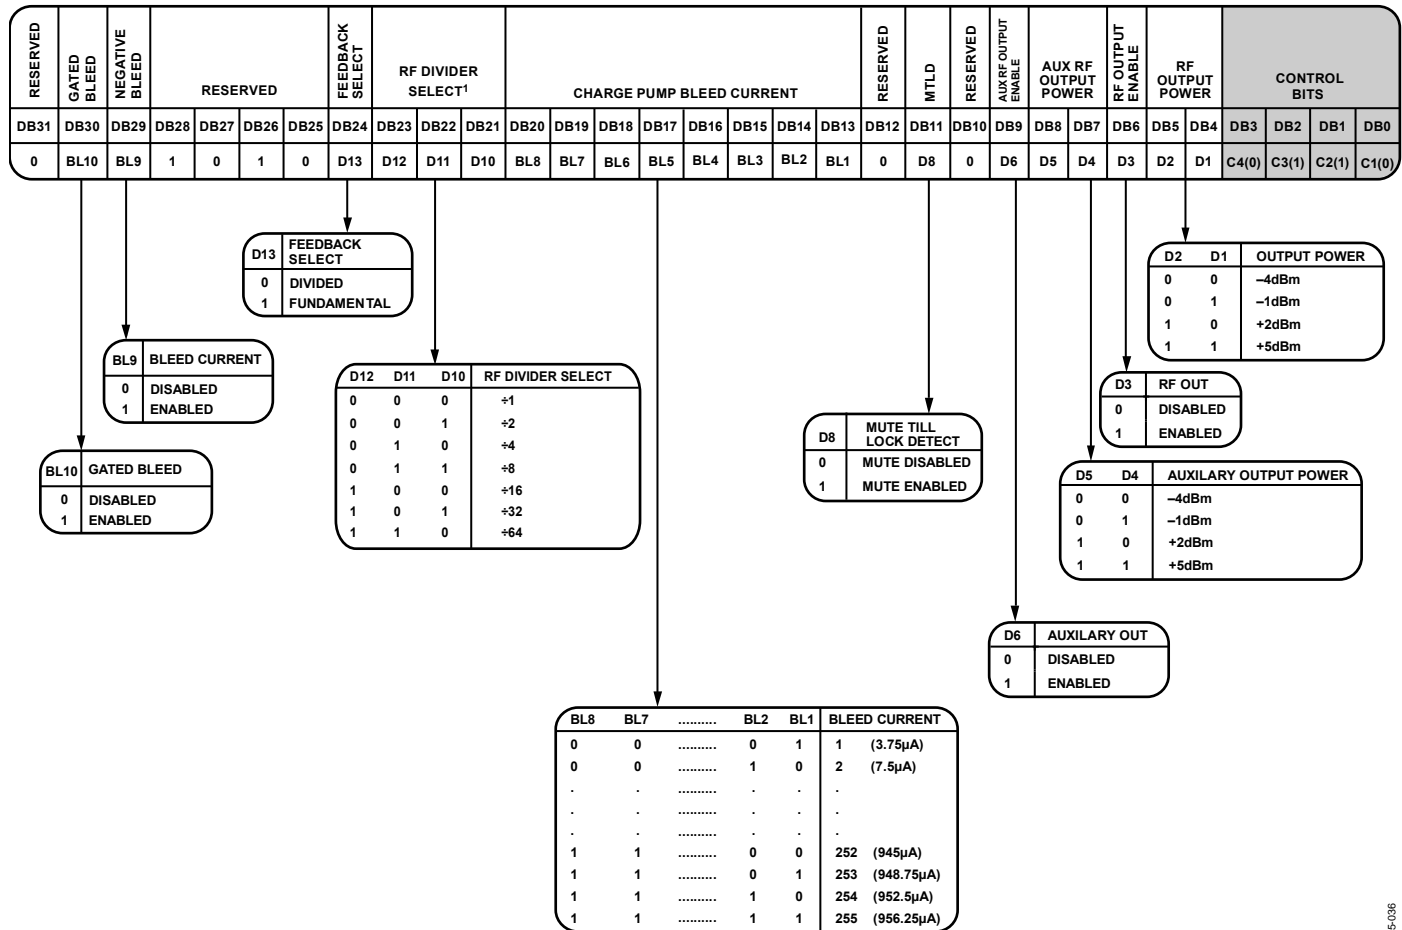 RESERVED
GATED BLEED
NEGATIVE BLEED
RESERVED
FEEDBACK SELECT
RF DIVIDER SELECT1
CHARGE PUMP BLEED CURRENT
RESERVED
MTLD
RESERVED
AUX RF OUTPUT ENABLE
AUX RF OUTPUT POWER
RF OUTPUT ENABLE
RF OUTPUT POWER
CONTROL BITS
DB31 DB30 DB29 DB28 DB27 DB26 DB25 DB24 DB23 DB22 DB21 DB20 DB19 DB18 DB17 DB16 DB15 DB14 DB13 DB12 DB11 DB10 DB9 DB8 DB7 DB6 DB5 DB4 DB3 DB2 DB1 DB0
0 BL10 BL9 1 0 1 0 D13 D12 D11 D10 BL8 BL7 BL6 BL5 BL4 BL3 BL2 BL1 0 D8 0 D6 D5 D4 D3 D2 D1 C4(0) C3(1) C2(1) C1(0)
D13 FEEDBACK SELECT
0 DIVIDED
1 FUNDAMENTAL
D2 D1 OUTPUT POWER
0 0 –4dBm
0 1 –1dBm
1 0 +2dBm
1 1 +5dBm
BL9 BLEED CURRENT
0 DISABLED
1 ENABLED
D12 D11 D10 RF DIVIDER SELECT
0 0 0 ÷1
0 0 1 ÷2
0 1 0 ÷4
0 1 1 ÷8
1 0 0 ÷16
1 0 1 ÷32
1 1 0 ÷64
D3 RF OUT
0 DISABLED
1 ENABLED
D8 MUTE TILL LOCK DETECT
0 MUTE DISABLED
1 MUTE ENABLED
BL10 GATED BLEED
0 DISABLED
1 ENABLED
D5 D4 AUXILARY OUTPUT POWER
0 0 –4dBm
0 1 –1dBm
1 0 +2dBm
1 1 +5dBm
D6 AUXILARY OUT
0 DISABLED
1 ENABLED
BL8 BL7 .......... BL2 BL1 BLEED CURRENT
0 0 .......... 0 1 1 (3.75µA)
0 0 .......... 1 0 2 (7.5µA)
. . .......... . . .
. . .......... . . .
. . .......... . . .
1 1 .......... 0 0 252 (945µA)
1 1 .......... 0 1 253 (948.75µA)
1 1 .......... 1 0 254 (952.5µA)
1 1 .......... 1 1 255 (956.25µA)
5-036